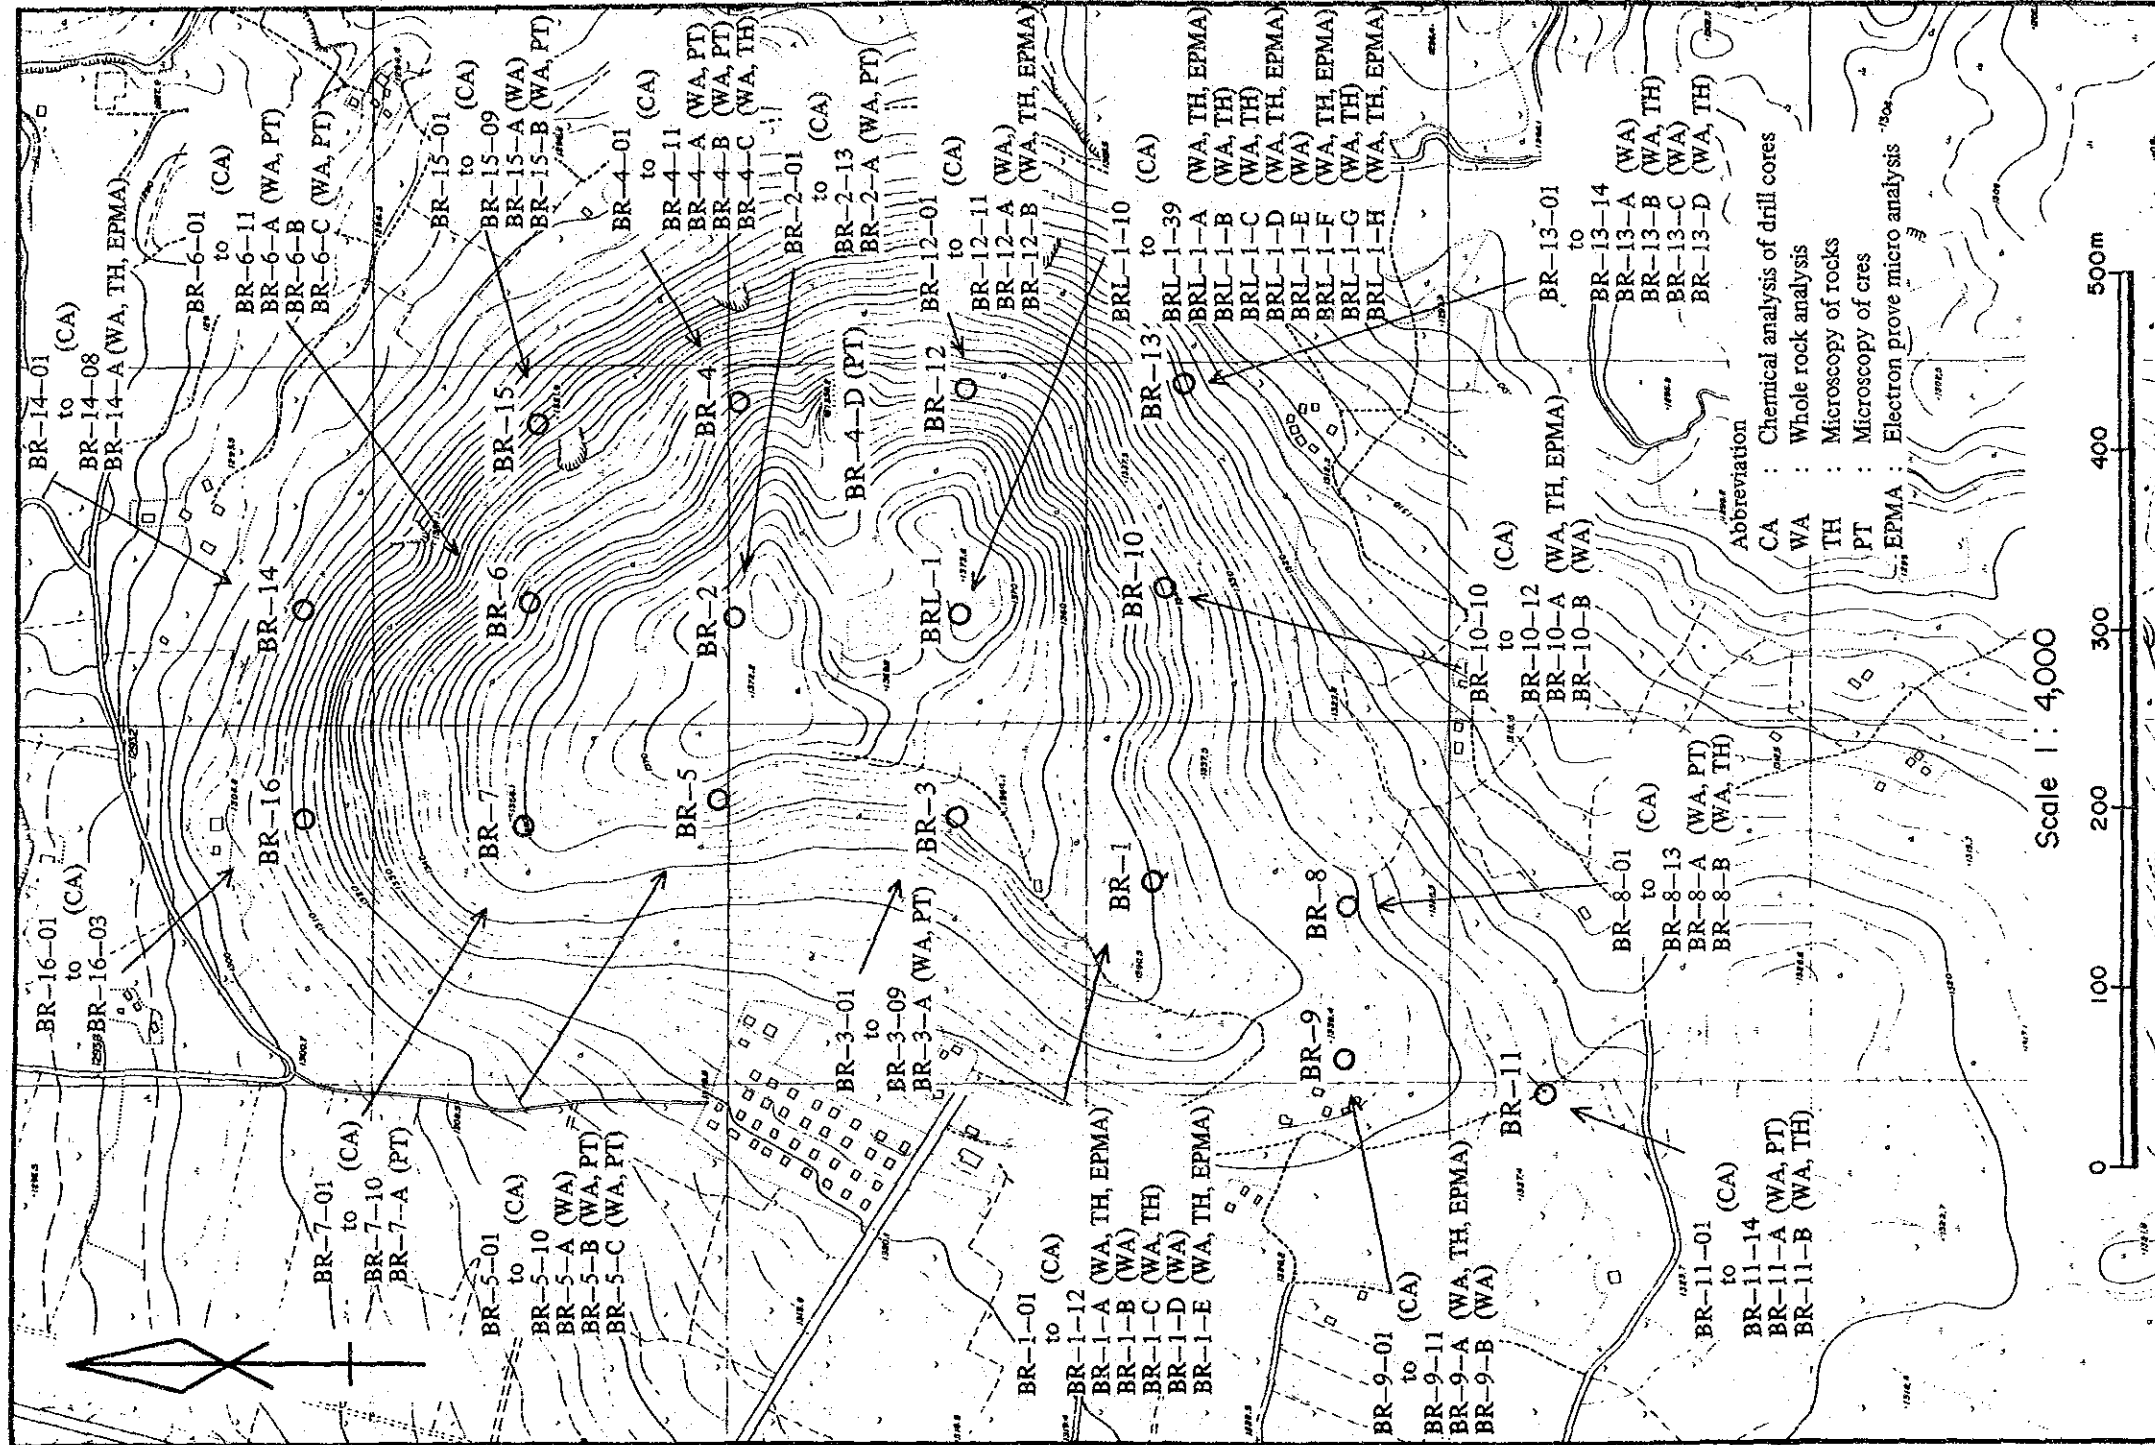 BR-14-01
to (CA)
BR-14-08
BR-14-A (WA, TH, EPMA)
BR-6-01
to (CA)
BR-6-11
BR-6-A (WA, PT)
BR-6-B
BR-6-C (WA, PT)
BR-15-01
to (CA)
BR-15-09
BR-15-A (WA)
BR-15-B (WA, PT)
BR-4-01
to (CA)
BR-4-11
BR-4-A (WA, PT)
BR-4-B (WA, PT)
BR-4-C (WA, TH)
BR-2-01
to (CA)
BR-2-13
BR-2-A (WA, PT)
BR-4-D (PT)
BR-12-01
to (CA)
BR-12-11
BR-12-A (WA,)
BR-12-B (WA, TH, EPMA)
BRL-1-10
to (CA)
BRL-1-39
BRL-1-A (WA, TH, EPMA)
BRL-1-B (WA, TH)
BRL-1-C (WA, TH)
BRL-1-D (WA, TH, EPMA)
BRL-1-E (WA)
BRL-1-F (WA, TH, EPMA)
BRL-1-G (WA, TH)
BRL-1-H (WA, TH, EPMA)
BR-13-01
to
BR-13-14
BR-13-A (WA)
BR-13-B (WA, TH)
BR-13-C (WA)
BR-13-D (WA, TH)
BR-14
BR-15
BR-6
BR-4
BR-2
BR-12
BRL-1
BR-13
BR-10
BR-16
BR-7
BR-5
BR-3
BR-1
BR-8
BR-9
BR-11
BR-16-01
to (CA)
BR-16-03
BR-7-01
to (CA)
BR-7-10
BR-7-A (PT)
BR-5-01
to (CA)
BR-5-10
BR-5-A (WA)
BR-5-B (WA, PT)
BR-5-C (WA, PT)
BR-3-01
to
BR-3-09
BR-3-A (WA, PT)
BR-1-01
to (CA)
BR-1-12
BR-1-A (WA, TH, EPMA)
BR-1-B (WA)
BR-1-C (WA, TH)
BR-1-D (WA)
BR-1-E (WA, TH, EPMA)
BR-10-10
to (CA)
BR-10-12
BR-10-A (WA, TH, EPMA)
BR-10-B (WA)
BR-8-01
to (CA)
BR-8-13
BR-8-A (WA, PT)
BR-8-B (WA, TH)
BR-9-01
to (CA)
BR-9-11
BR-9-A (WA, TH, EPMA)
BR-9-B (WA)
BR-11-01
to (CA)
BR-11-14
BR-11-A (WA, PT)
BR-11-B (WA, TH)
Abbreviation
CA : Chemical analysis of drill cores
WA : Whole rock analysis
TH : Microscopy of rocks
PT : Microscopy of cres
EPMA : Electron prove micro analysis
Scale 1 : 4,000
0 100 200 300 400 500m